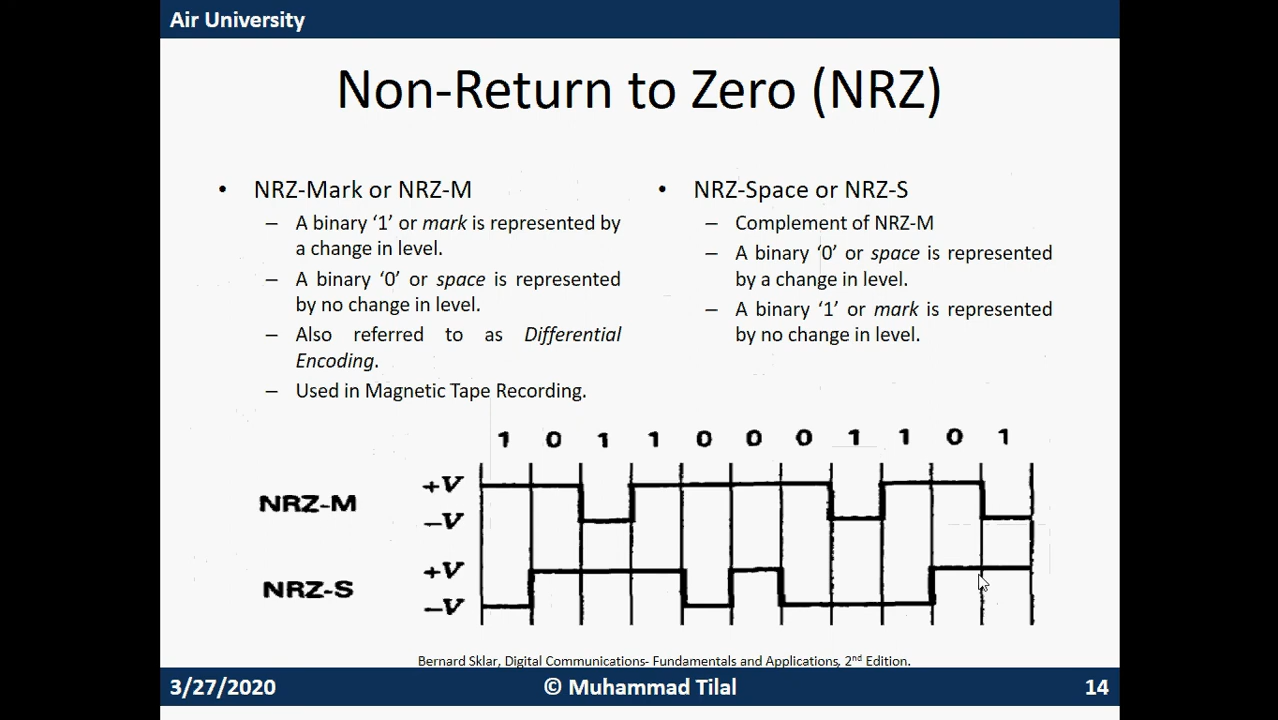 Air University
Non-Return to Zero (NRZ)
• NRZ-Mark or NRZ-M
– A binary ‘1’ or mark is represented by
a change in level.
– A binary ‘0’ or space is represented
by no change in level.
– Also referred to as Differential
Encoding.
– Used in Magnetic Tape Recording.
• NRZ-Space or NRZ-S
– Complement of NRZ-M
– A binary ‘0’ or space is represented
by a change in level.
– A binary ‘1’ or mark is represented
by no change in level.
1 0 1 1 0 0 0 1 1 0 1
NRZ-M
+V
–V
NRZ-S
+V
–V
Bernard Sklar, Digital Communications- Fundamentals and Applications, 2nd Edition.
3/27/2020 © Muhammad Tilal 14